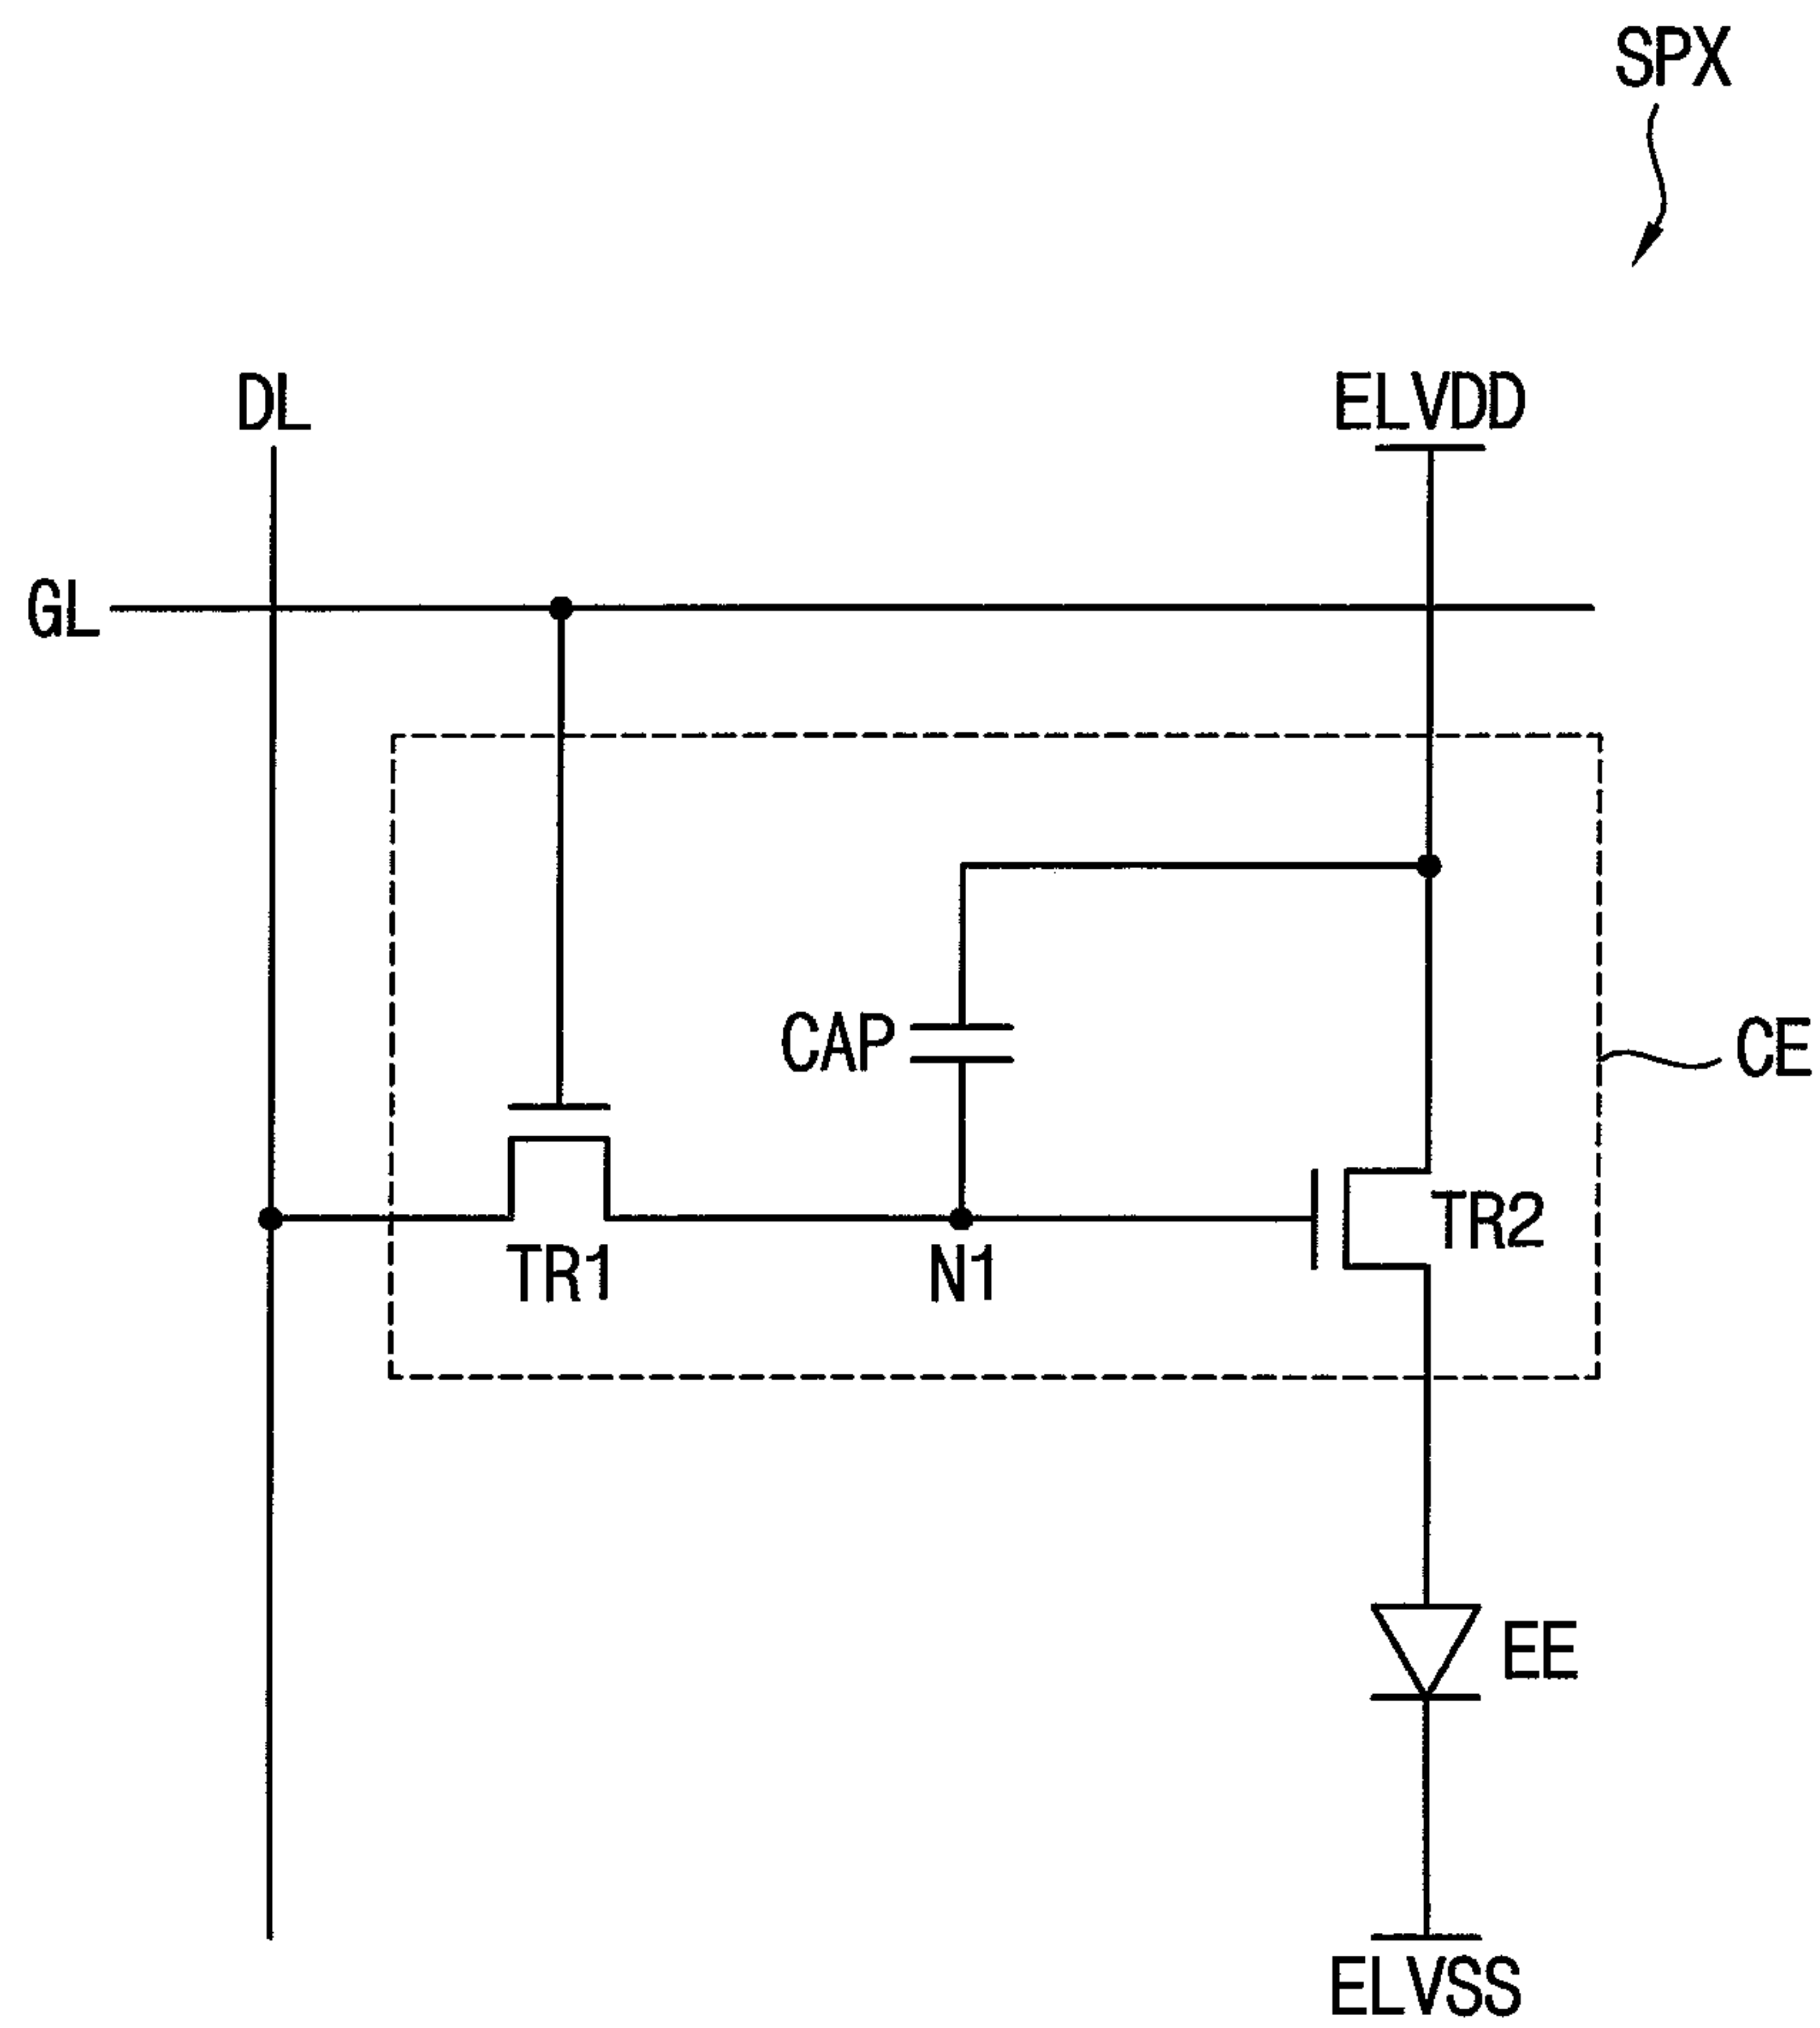 SPX
DL
ELVDD
GL
CAP
CE
TR1
N1
TR2
EE
ELVSS